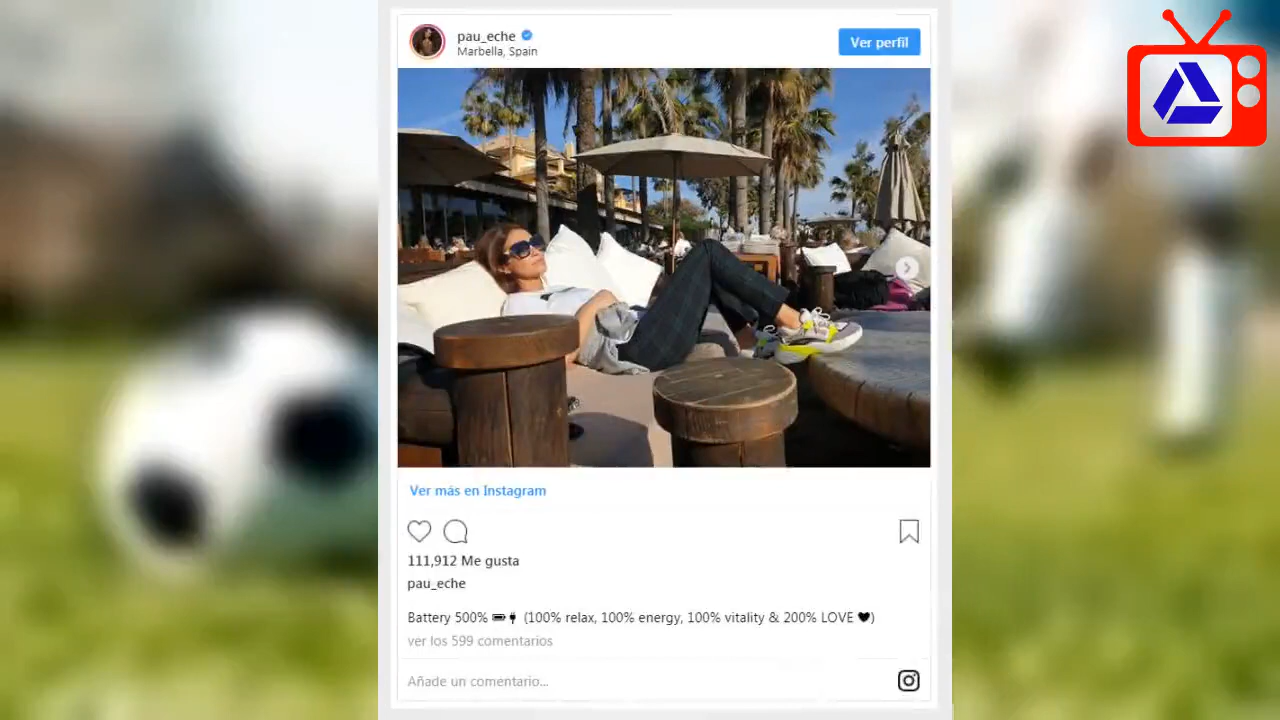 pau_eche
Marbella, Spain
Ver perfil
Ver más en Instagram
111,912 Me gusta
pau_eche
Battery 500% 🔋🔌 (100% relax, 100% energy, 100% vitality & 200% LOVE 🖤)
ver los 599 comentarios
Añade un comentario...